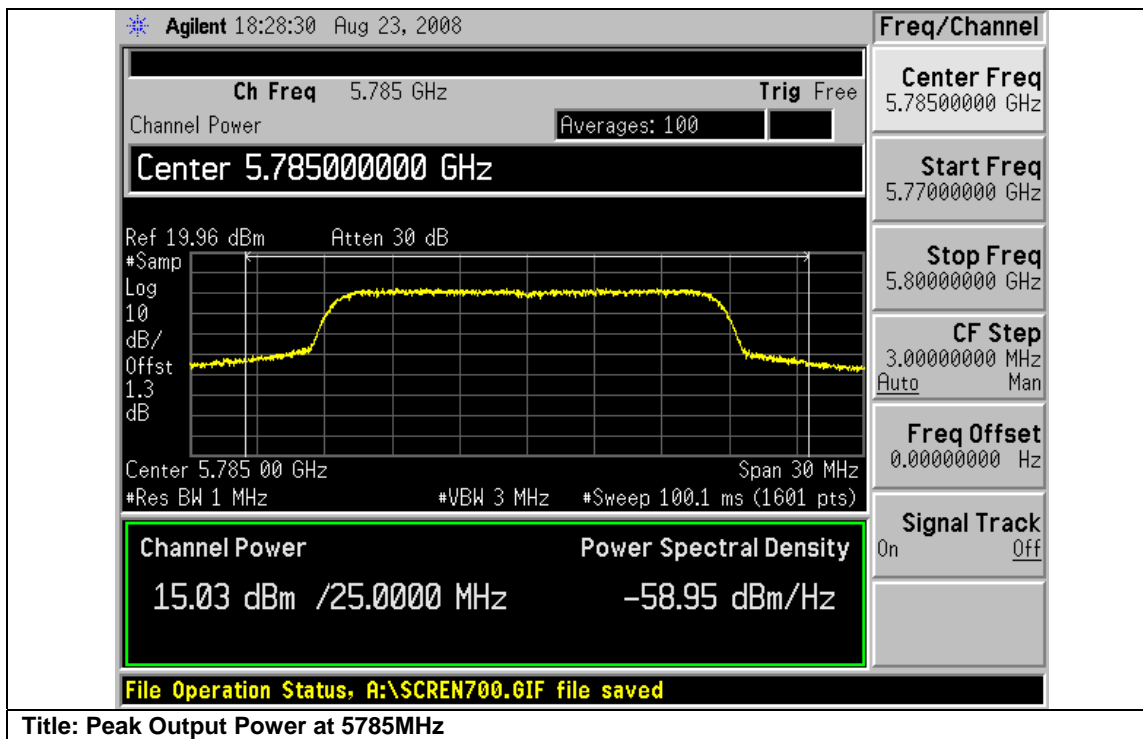 Agilent 18:28:30 Aug 23, 2008
Freq/Channel
Ch Freq 5.785 GHz Trig Free
Channel Power Averages: 100
Center 5.785000000 GHz
Ref 19.96 dBm Atten 30 dB
#Samp
Log
10
dB/
Offst
1.3
dB
Center 5.785 00 GHz Span 30 MHz
#Res BW 1 MHz #VBW 3 MHz #Sweep 100.1 ms (1601 pts)
Channel Power Power Spectral Density
15.03 dBm /25.0000 MHz -58.95 dBm/Hz
File Operation Status, A:\SCREN700.GIF file saved
Center Freq
5.78500000 GHz
Start Freq
5.77000000 GHz
Stop Freq
5.80000000 GHz
CF Step
3.00000000 MHz
Auto Man
Freq Offset
0.00000000 Hz
Signal Track
On Off
Title: Peak Output Power at 5785MHz